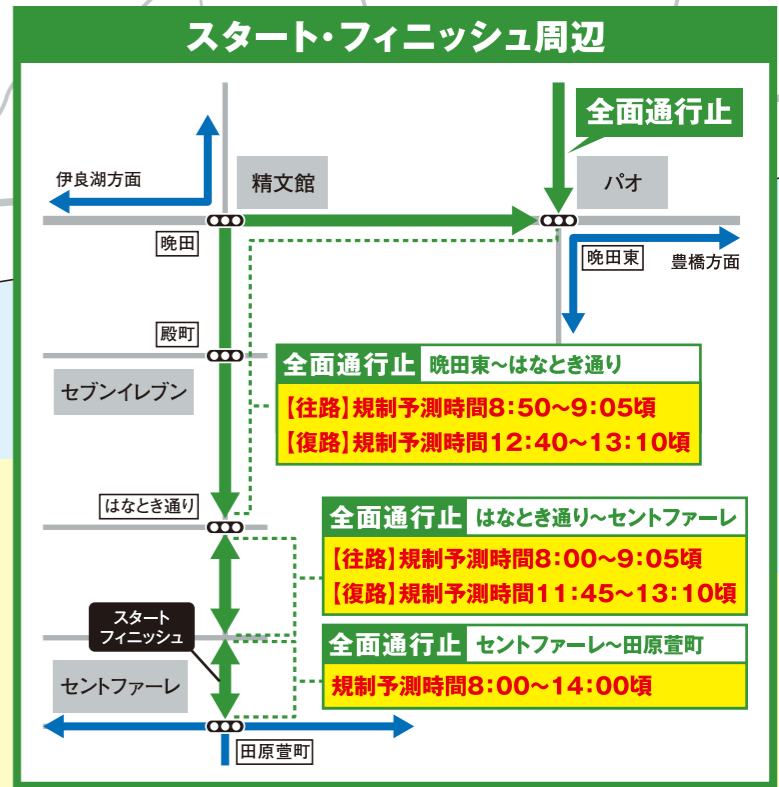 スタート・フィニッシュ周辺
全面通行止
伊良湖方面
精文館
パオ
晩田
晩田東
豊橋方面
殿町
セブンイレブン
全面通行止 晩田東〜はなとき通り
【往路】規制予測時間8:50〜9:05頃
【復路】規制予測時間12:40〜13:10頃
はなとき通り
全面通行止 はなとき通り〜セントファーレ
【往路】規制予測時間8:00〜9:05頃
【復路】規制予測時間11:45〜13:10頃
スタート
フィニッシュ
全面通行止 セントファーレ〜田原萱町
規制予測時間8:00〜14:00頃
セントファーレ
田原萱町